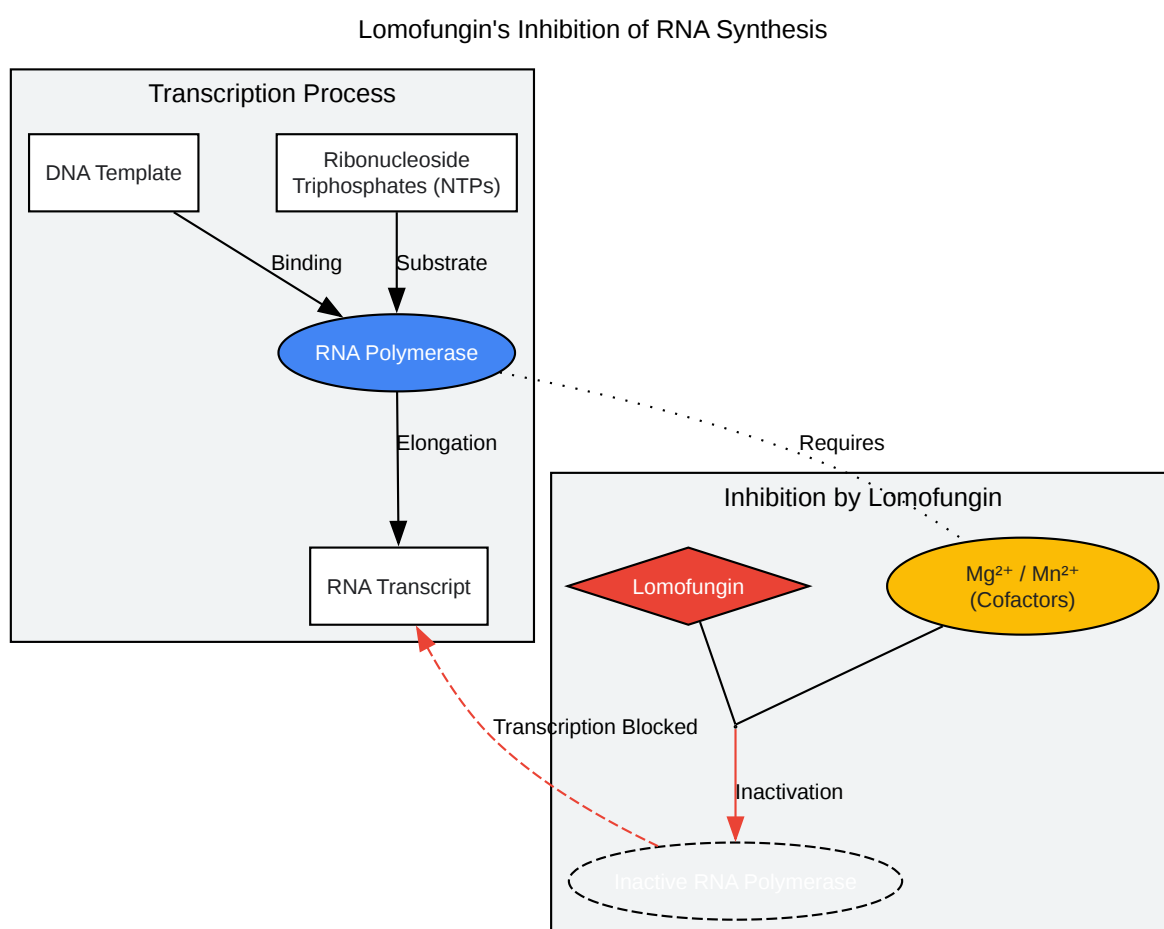 Lomofungin's Inhibition of RNA Synthesis
Transcription Process
DNA Template
Ribonucleoside
Triphosphates (NTPs)
Binding
Substrate
RNA Polymerase
Elongation
Requires
Inhibition by Lomofungin
Lomofungin
Mg²⁺ / Mn²⁺
(Cofactors)
RNA Transcript
Transcription Blocked
Inactivation
Inactive RNA Polymerase